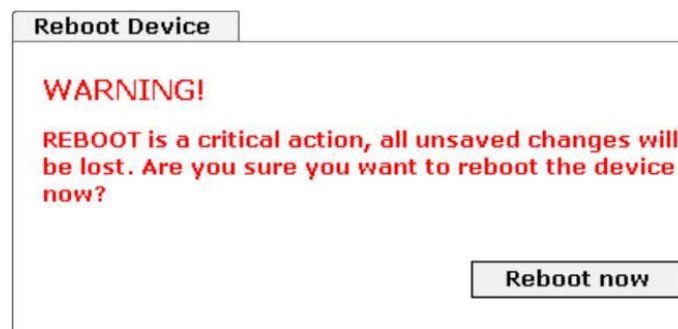 Reboot Device
WARNING!
REBOOT is a critical action, all unsaved changes will
be lost. Are you sure you want to reboot the device
now?
Reboot now